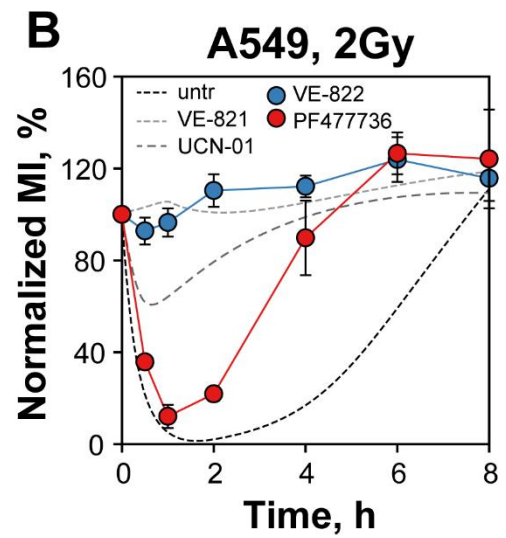 B
A549, 2Gy
Normalized MI, %
160
120
80
40
0
untr
VE-821
UCN-01
VE-822
PF477736
0 2 4 6 8
Time, h